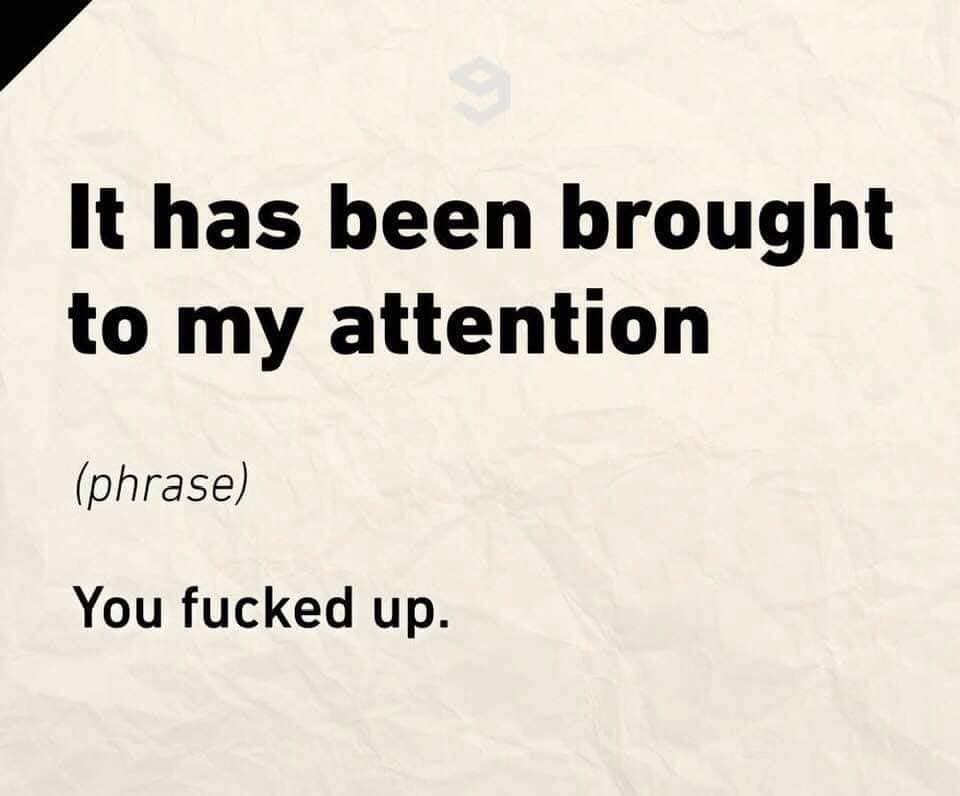 It has been brought
to my attention
(phrase)
You fucked up.